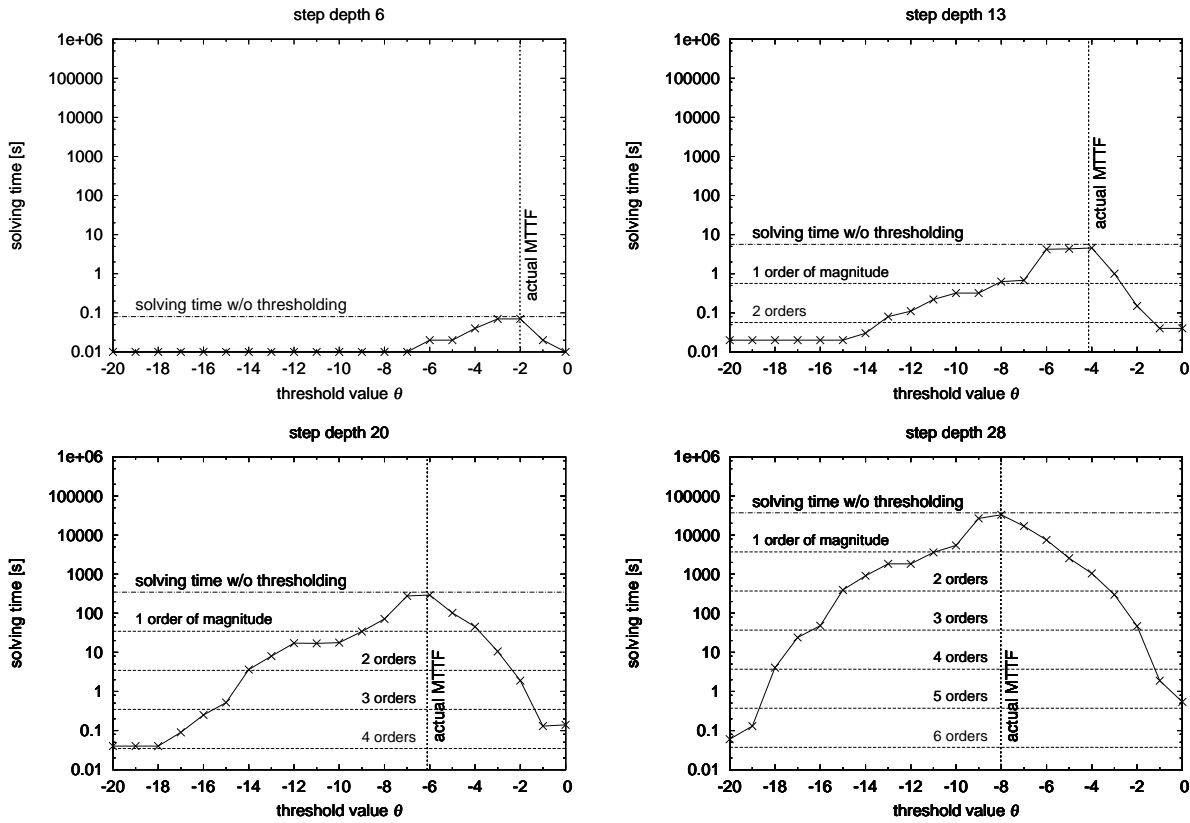 step depth 6
1e+06
100000
10000
1000
100
10
1
0.1
0.01
solving time [s]
solving time w/o thresholding
actual MTTF
-20 -18 -16 -14 -12 -10 -8 -6 -4 -2 0
threshold value θ
step depth 13
1e+06
100000
10000
1000
100
10
1
0.1
0.01
solving time [s]
actual MTTF
solving time w/o thresholding
1 order of magnitude
2 orders
-20 -18 -16 -14 -12 -10 -8 -6 -4 -2 0
threshold value θ
step depth 20
1e+06
100000
10000
1000
100
10
1
0.1
0.01
solving time [s]
solving time w/o thresholding
1 order of magnitude
2 orders
3 orders
4 orders
actual MTTF
-20 -18 -16 -14 -12 -10 -8 -6 -4 -2 0
threshold value θ
step depth 28
1e+06
100000
10000
1000
100
10
1
0.1
0.01
solving time [s]
solving time w/o thresholding
1 order of magnitude
2 orders
3 orders
4 orders
5 orders
6 orders
actual MTTF
-20 -18 -16 -14 -12 -10 -8 -6 -4 -2 0
threshold value θ